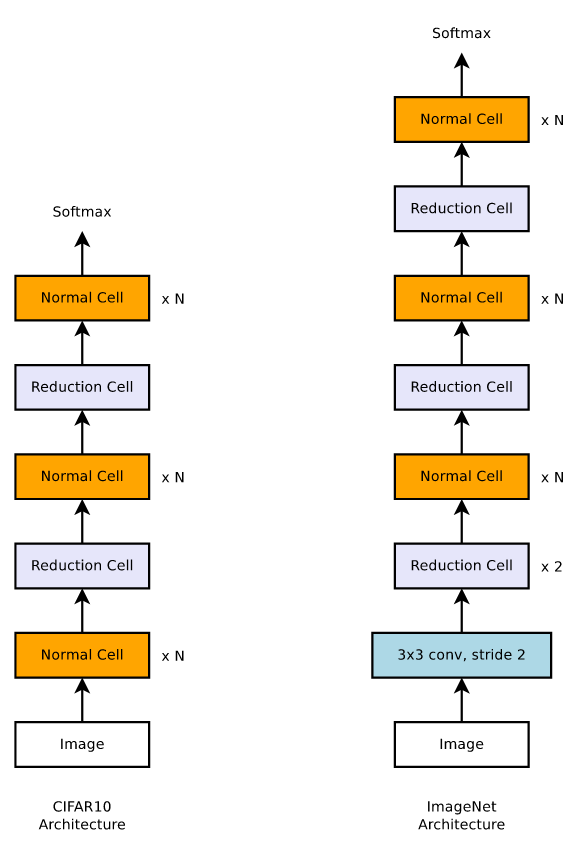 Softmax
Normal Cell x N
Reduction Cell
Normal Cell x N
Reduction Cell
Normal Cell x N
Image
CIFAR10
Architecture
Softmax
Normal Cell x N
Reduction Cell
Normal Cell x N
Reduction Cell
Normal Cell x N
Reduction Cell x 2
3x3 conv, stride 2
Image
ImageNet
Architecture